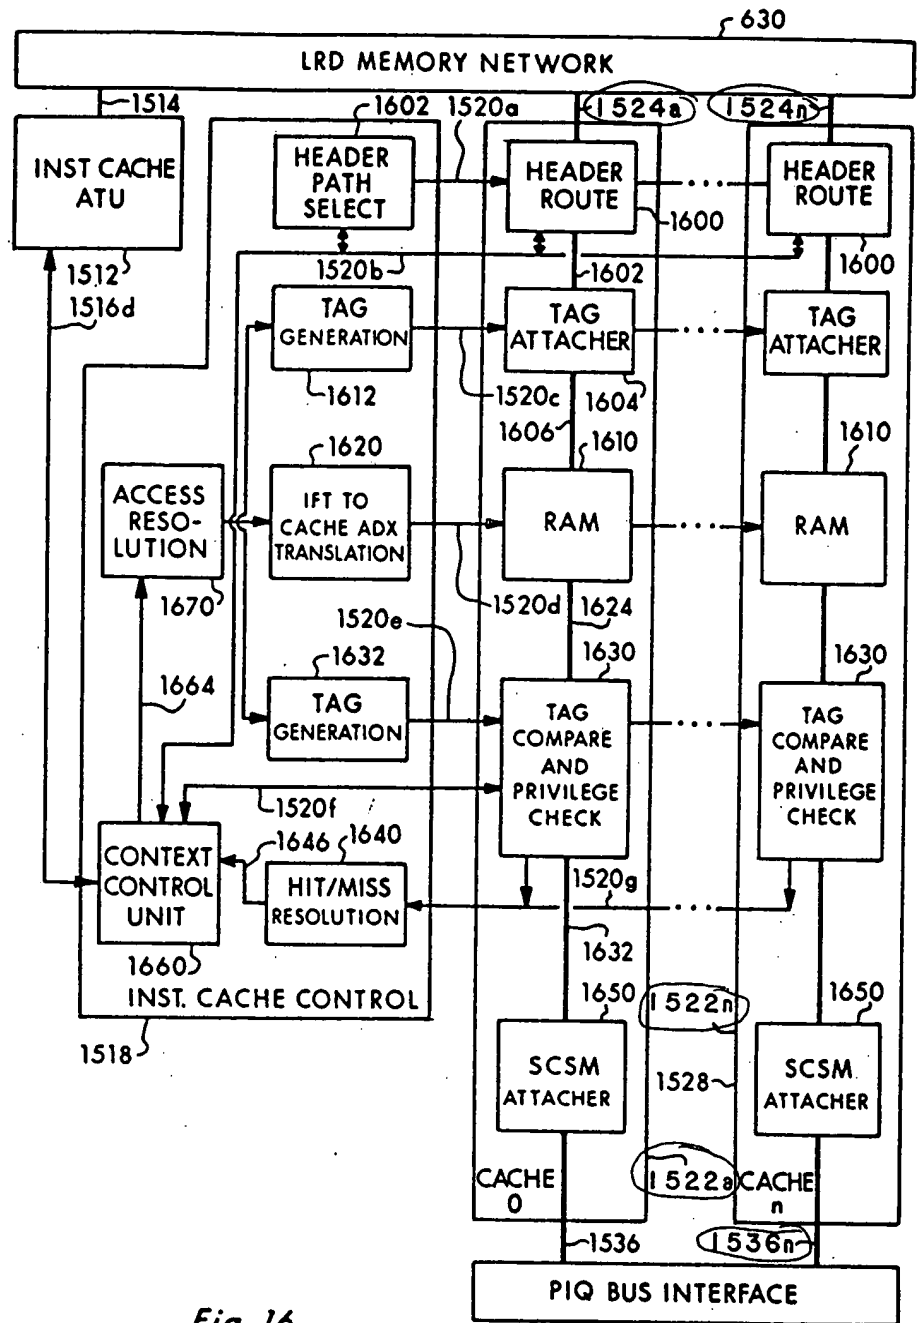 630
LRD MEMORY NETWORK
1514
1602
1520a
1524a
1524n
INST CACHE
ATU
HEADER
PATH
SELECT
HEADER
ROUTE
HEADER
ROUTE
1600
1600
1512
1520b
1602
1516d
TAG
GENERATION
TAG
ATTACHER
TAG
ATTACHER
1612
1520c
1604
1606
1620
1610
1610
ACCESS
RESO-
LUTION
IFT TO
CACHE ADX
TRANSLATION
RAM
RAM
1670
1520d
1624
1520e
1632
1630
1630
1664
TAG
GENERATION
TAG
COMPARE
AND
PRIVILEGE
CHECK
TAG
COMPARE
AND
PRIVILEGE
CHECK
1520f
1646
1640
CONTEXT
CONTROL
UNIT
HIT/MISS
RESOLUTION
1520g
1632
1660
INST. CACHE CONTROL
1518
1650
1522n
1650
SCSM
ATTACHER
1528
SCSM
ATTACHER
CACHE
0
1522a
CACHE
n
1536
1536n
PIQ BUS INTERFACE
Fig. 16